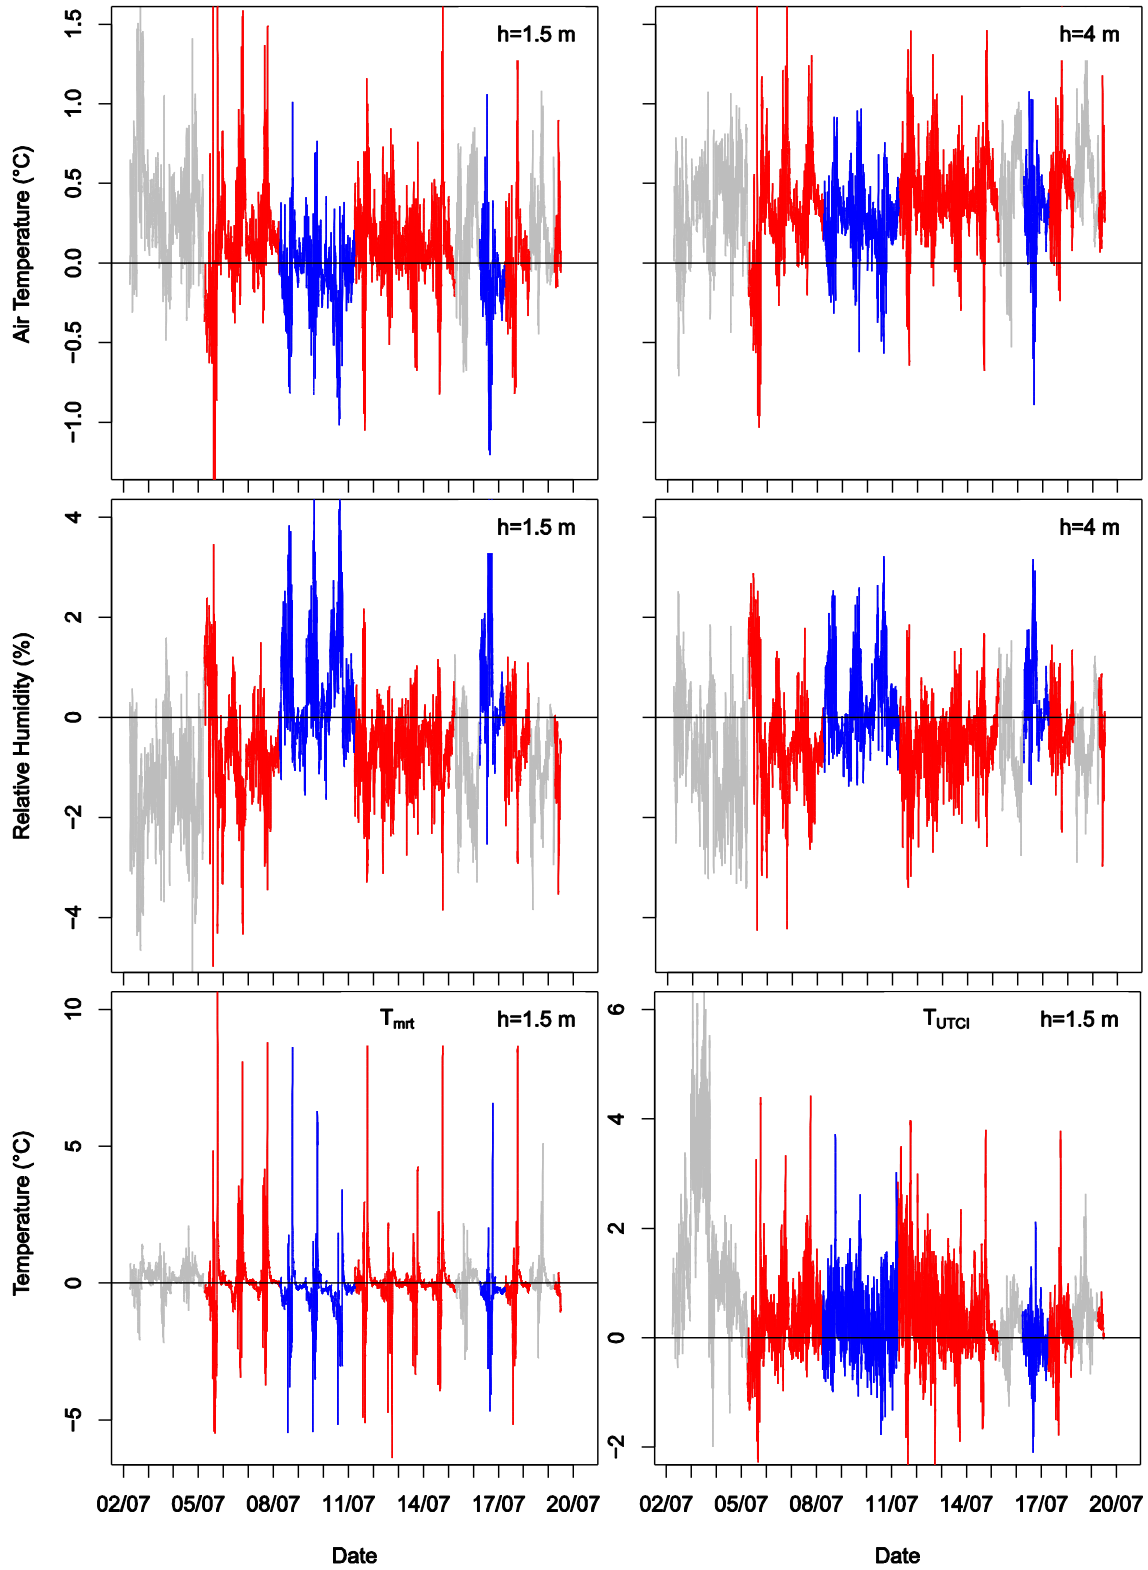 h=1.5 m
h=4 m
Air Temperature (°C)
1.5
1.0
0.5
0.0
−0.5
−1.0
h=1.5 m
h=4 m
Relative Humidity (%)
4
2
0
−2
−4
Tmrt
h=1.5 m
TUTCI
h=1.5 m
Temperature (°C)
10
5
0
−5
6
4
2
0
−2
02/07 05/07 08/07 11/07 14/07 17/07 20/07
02/07 05/07 08/07 11/07 14/07 17/07 20/07
Date
Date